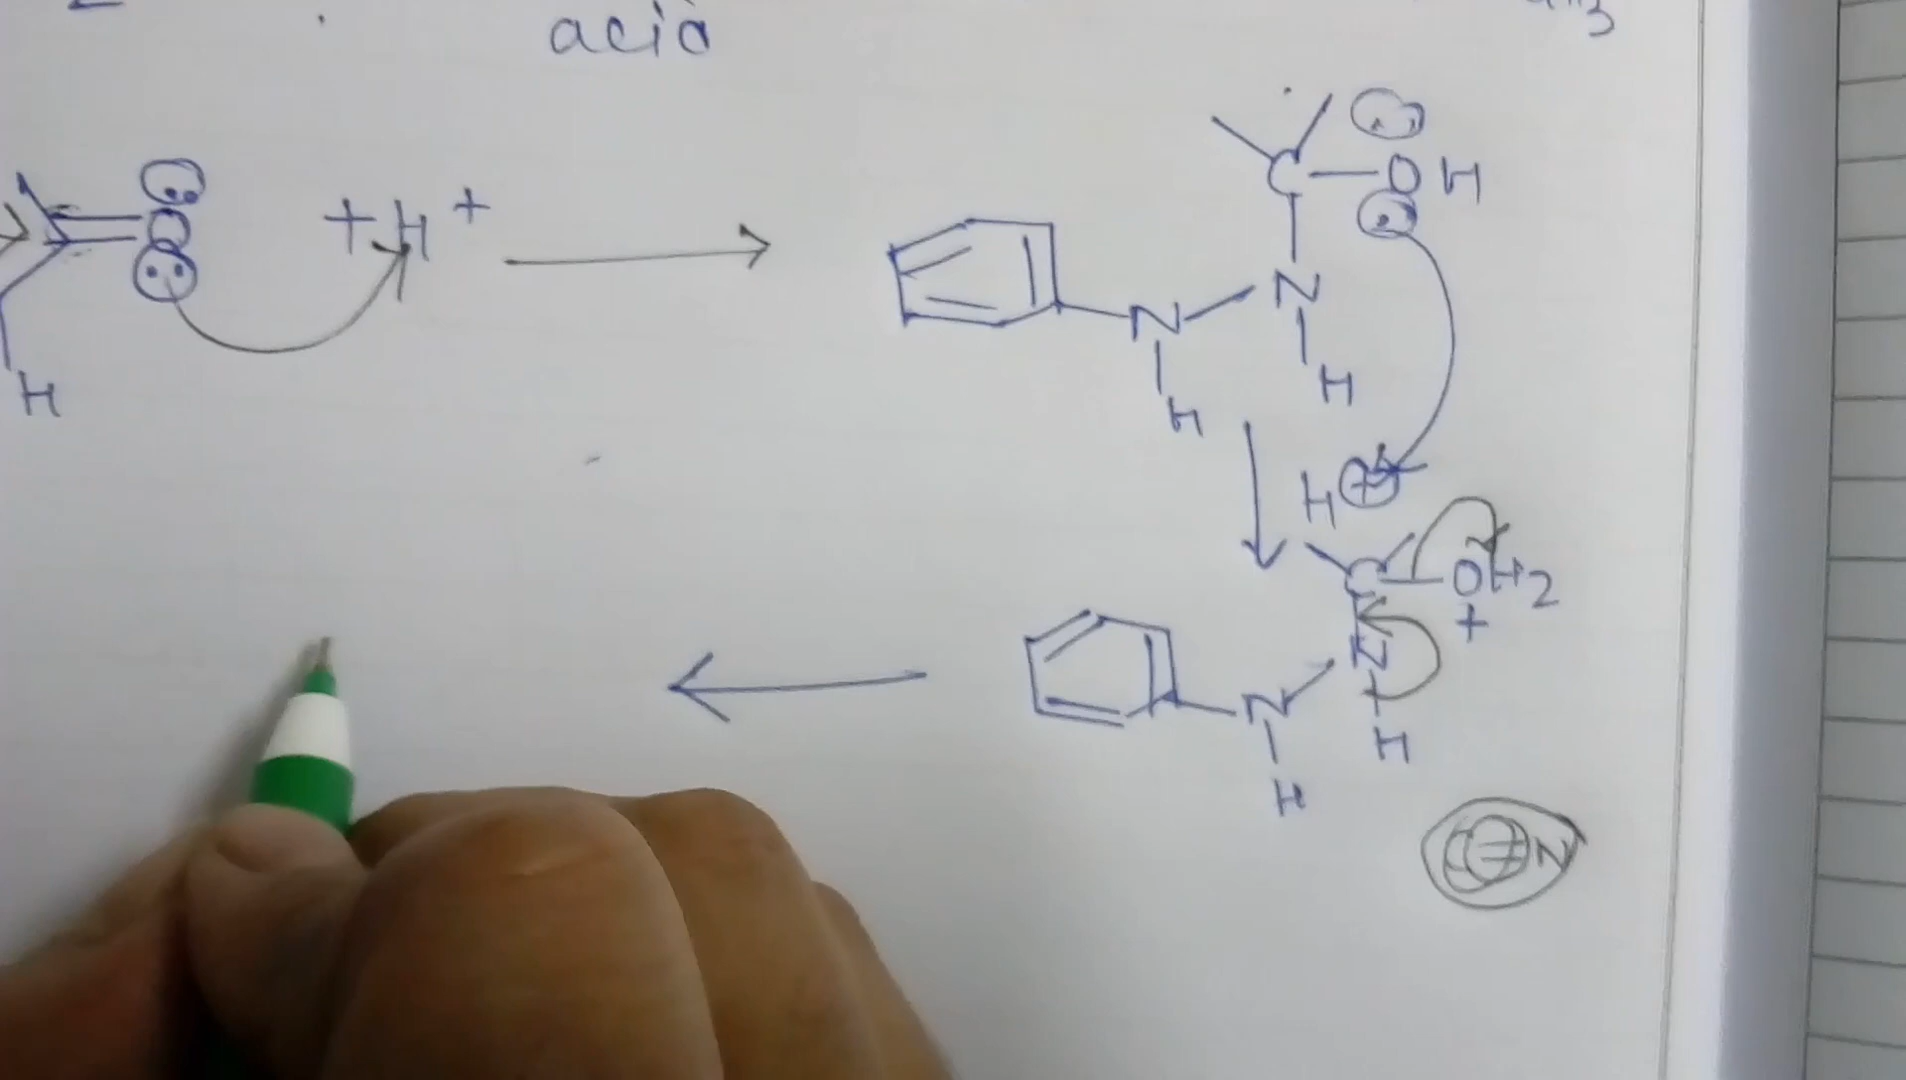 acid
C OH
O + H +
N N
H
H H
H +
C OH2
+
N N
H
H
N